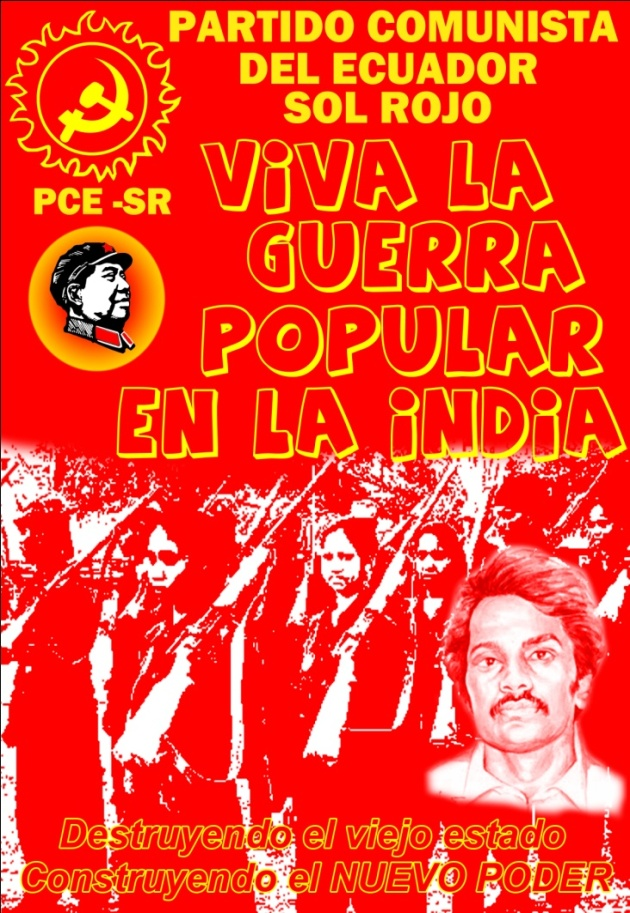 PARTIDO COMUNISTA
DEL ECUADOR
SOL ROJO
PCE -SR
ViVA LA
GUERRA
POPULAR
EN LA iNDiA
Destruyendo el viejo estado
Construyendo el NUEVO PODER